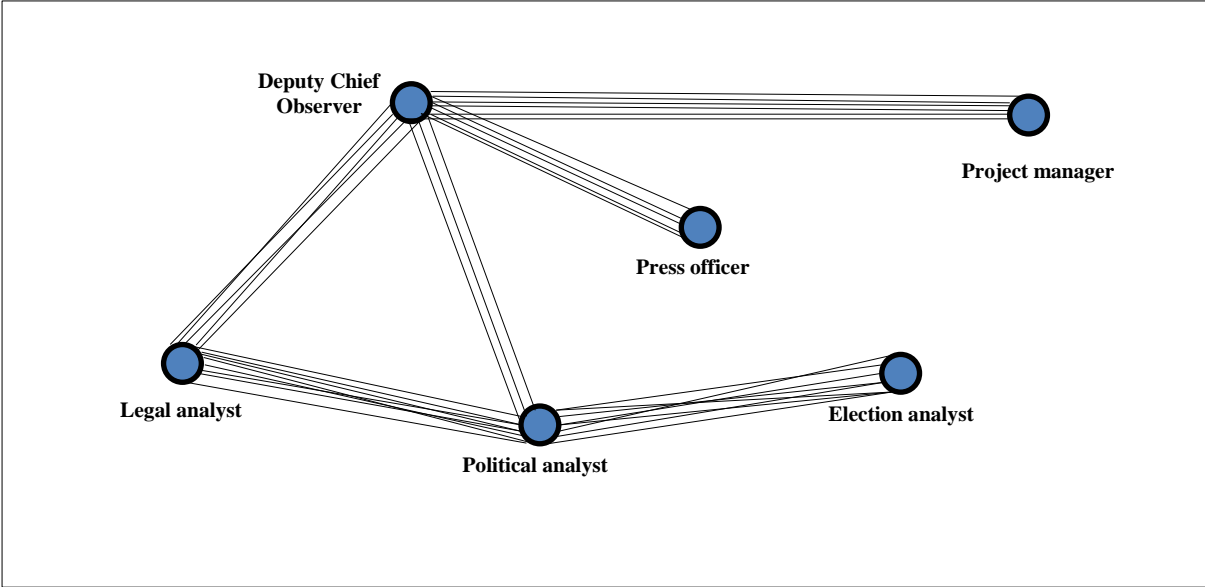 Deputy Chief
Observer
Project manager
Press officer
Legal analyst
Election analyst
Political analyst